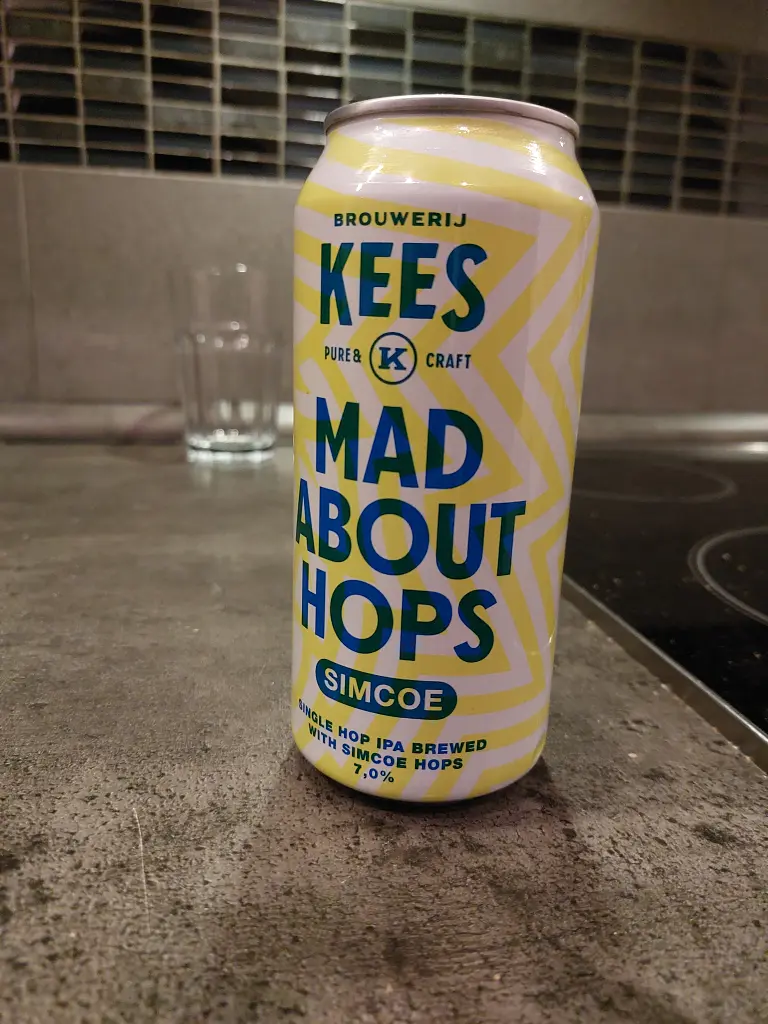 BROUWERIJ
KEES
PURE & K CRAFT
MAD
ABOUT
HOPS
SIMCOE
SINGLE HOP IPA BREWED
WITH SIMCOE HOPS
7,0%